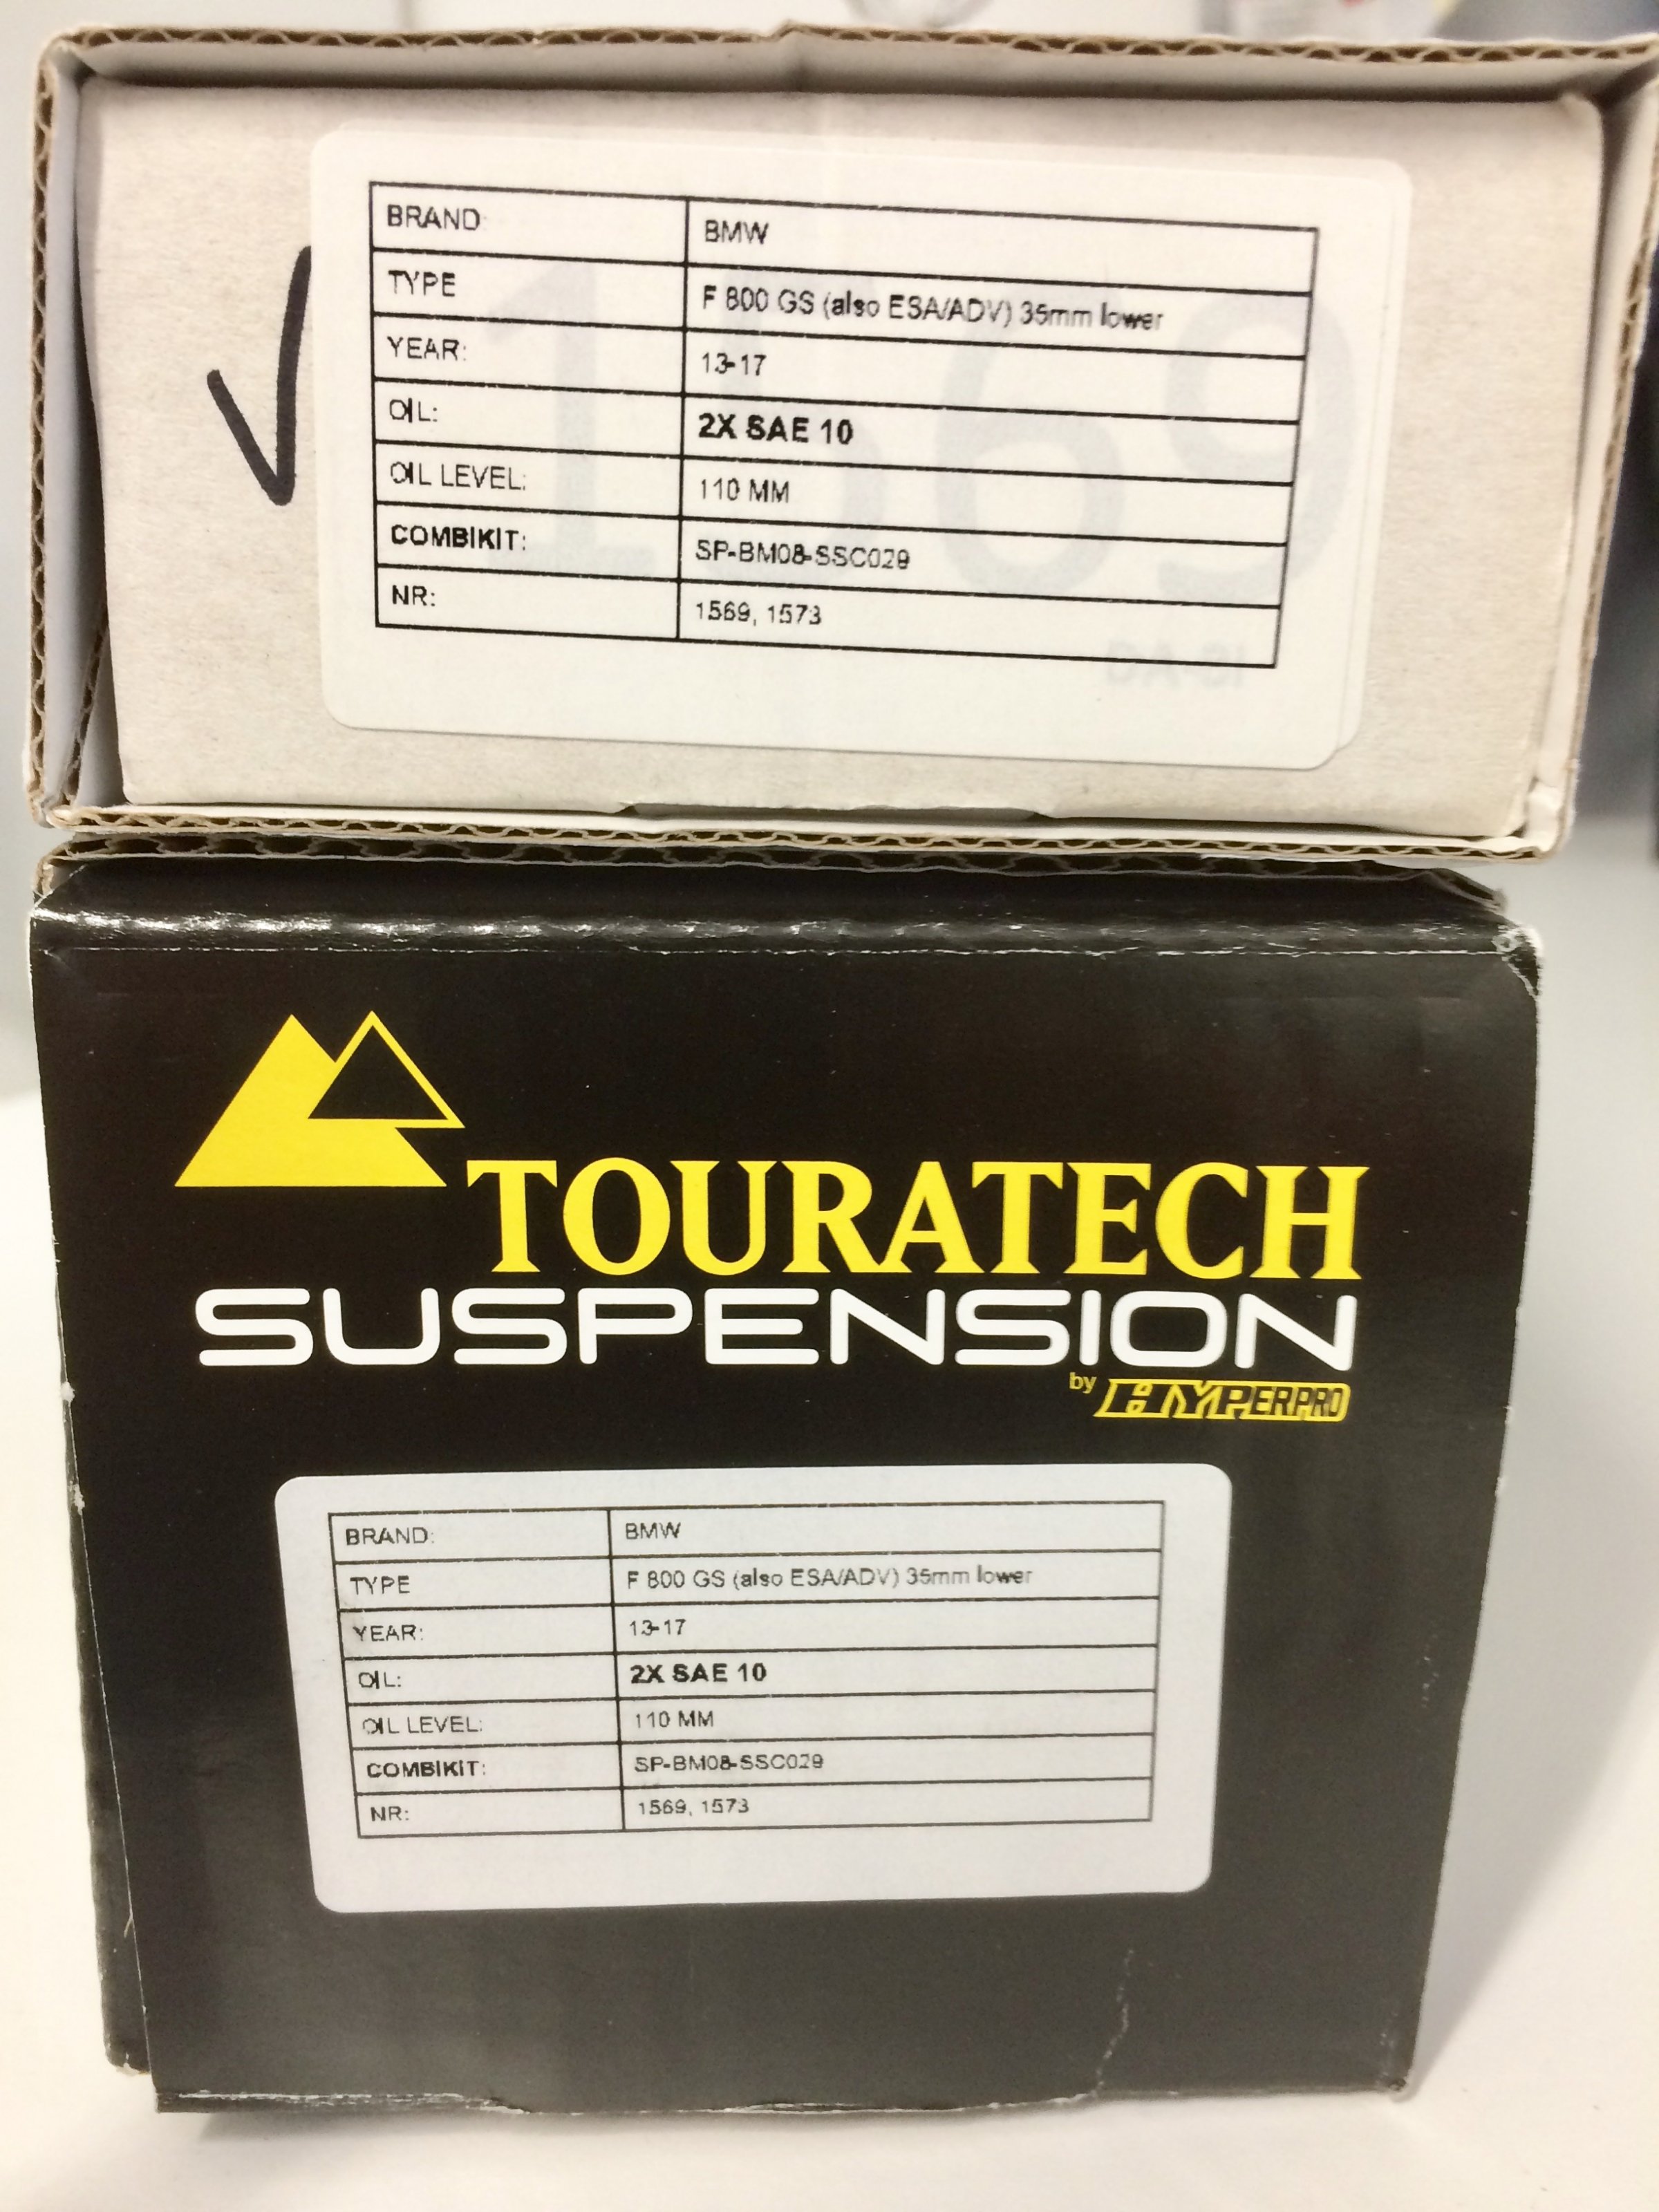 BRAND BMW
TYPE F 800 GS (also ESA/ADV) 35mm lower
YEAR: 13-17
OIL: 2X SAE 10
OIL LEVEL: 110 MM
COMBIKIT: SP-BM08-SSC029
NR: 1569, 1573
TOURATECH
SUSPENSION
by HYPERPRO
BRAND: BMW
TYPE F 800 GS (also ESA/ADV) 35mm lower
YEAR: 13-17
OIL: 2X SAE 10
OIL LEVEL: 110 MM
COMBIKIT: SP-BM08-SSC029
NR: 1569, 1573